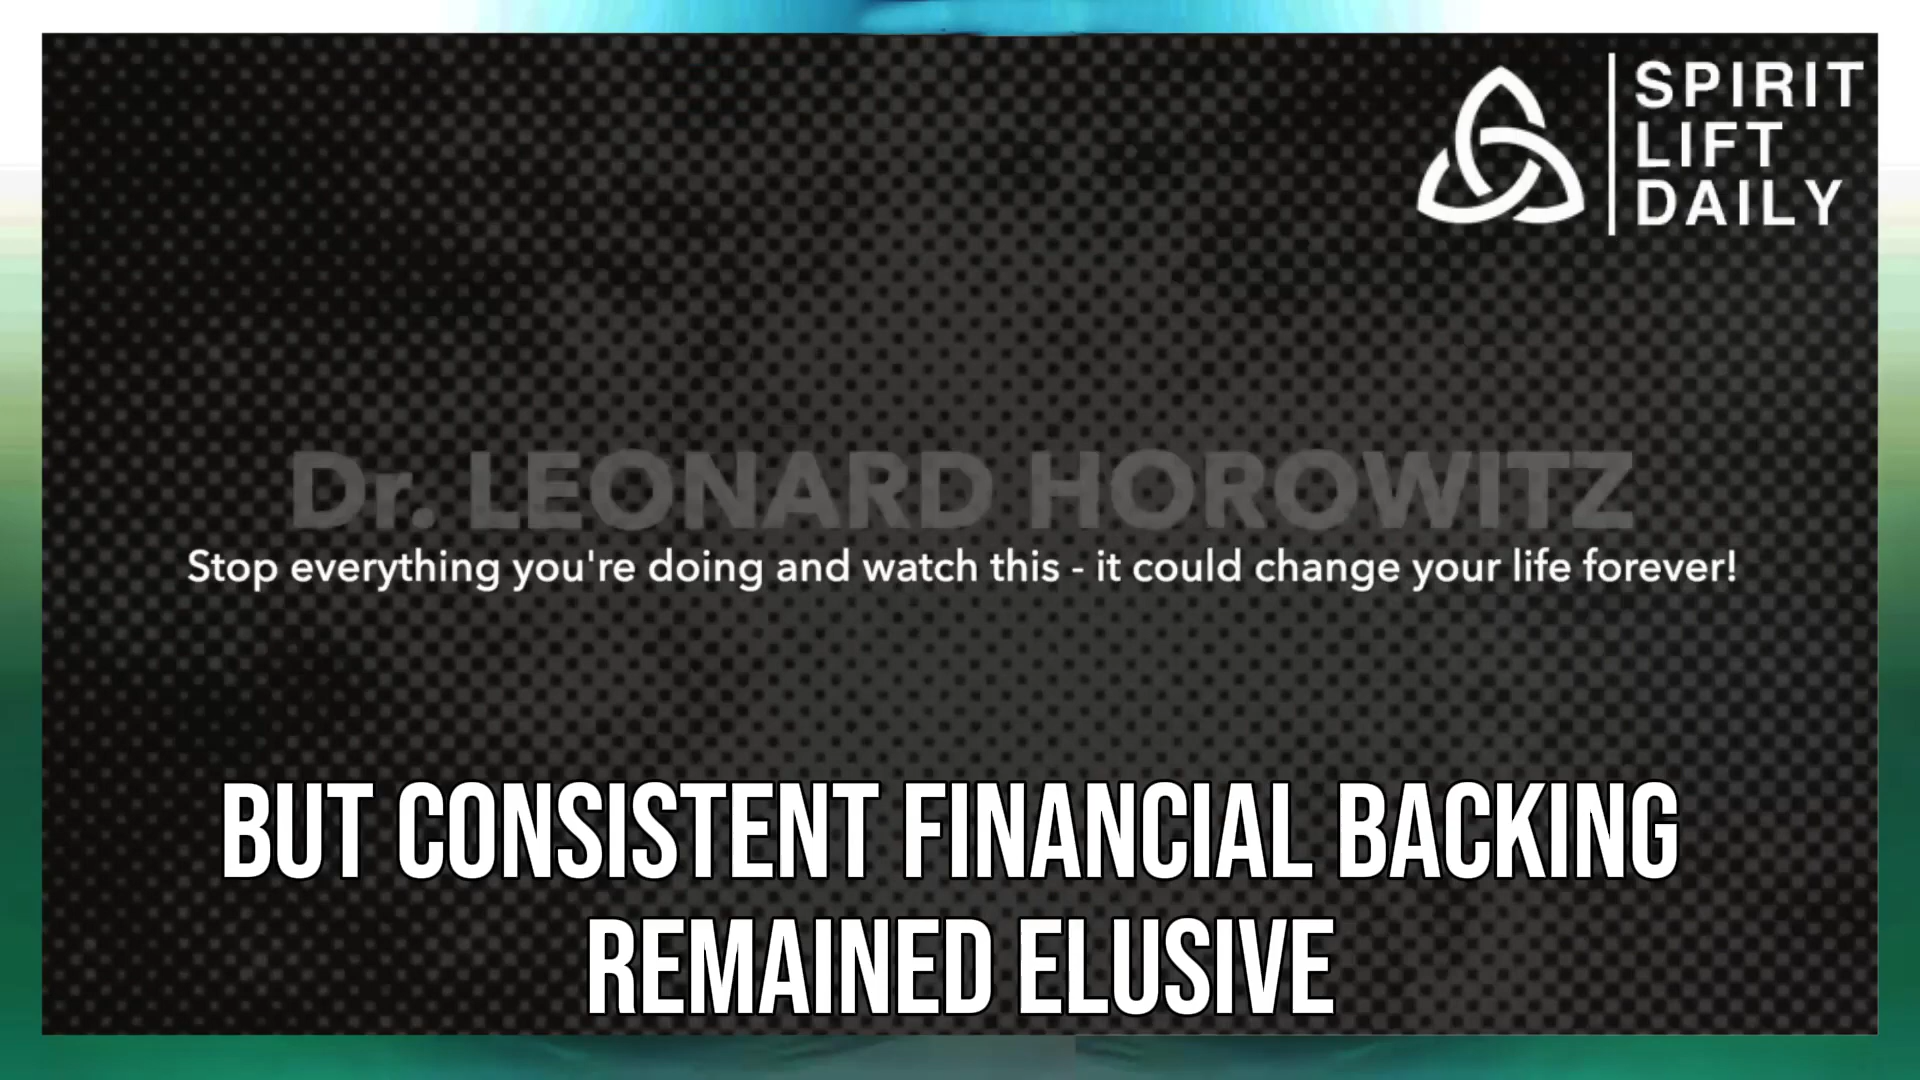 SPIRIT
LIFT
DAILY
Dr. LEONARD HOROWITZ
Stop everything you're doing and watch this - it could change your life forever!
BUT CONSISTENT FINANCIAL BACKING
REMAINED ELUSIVE